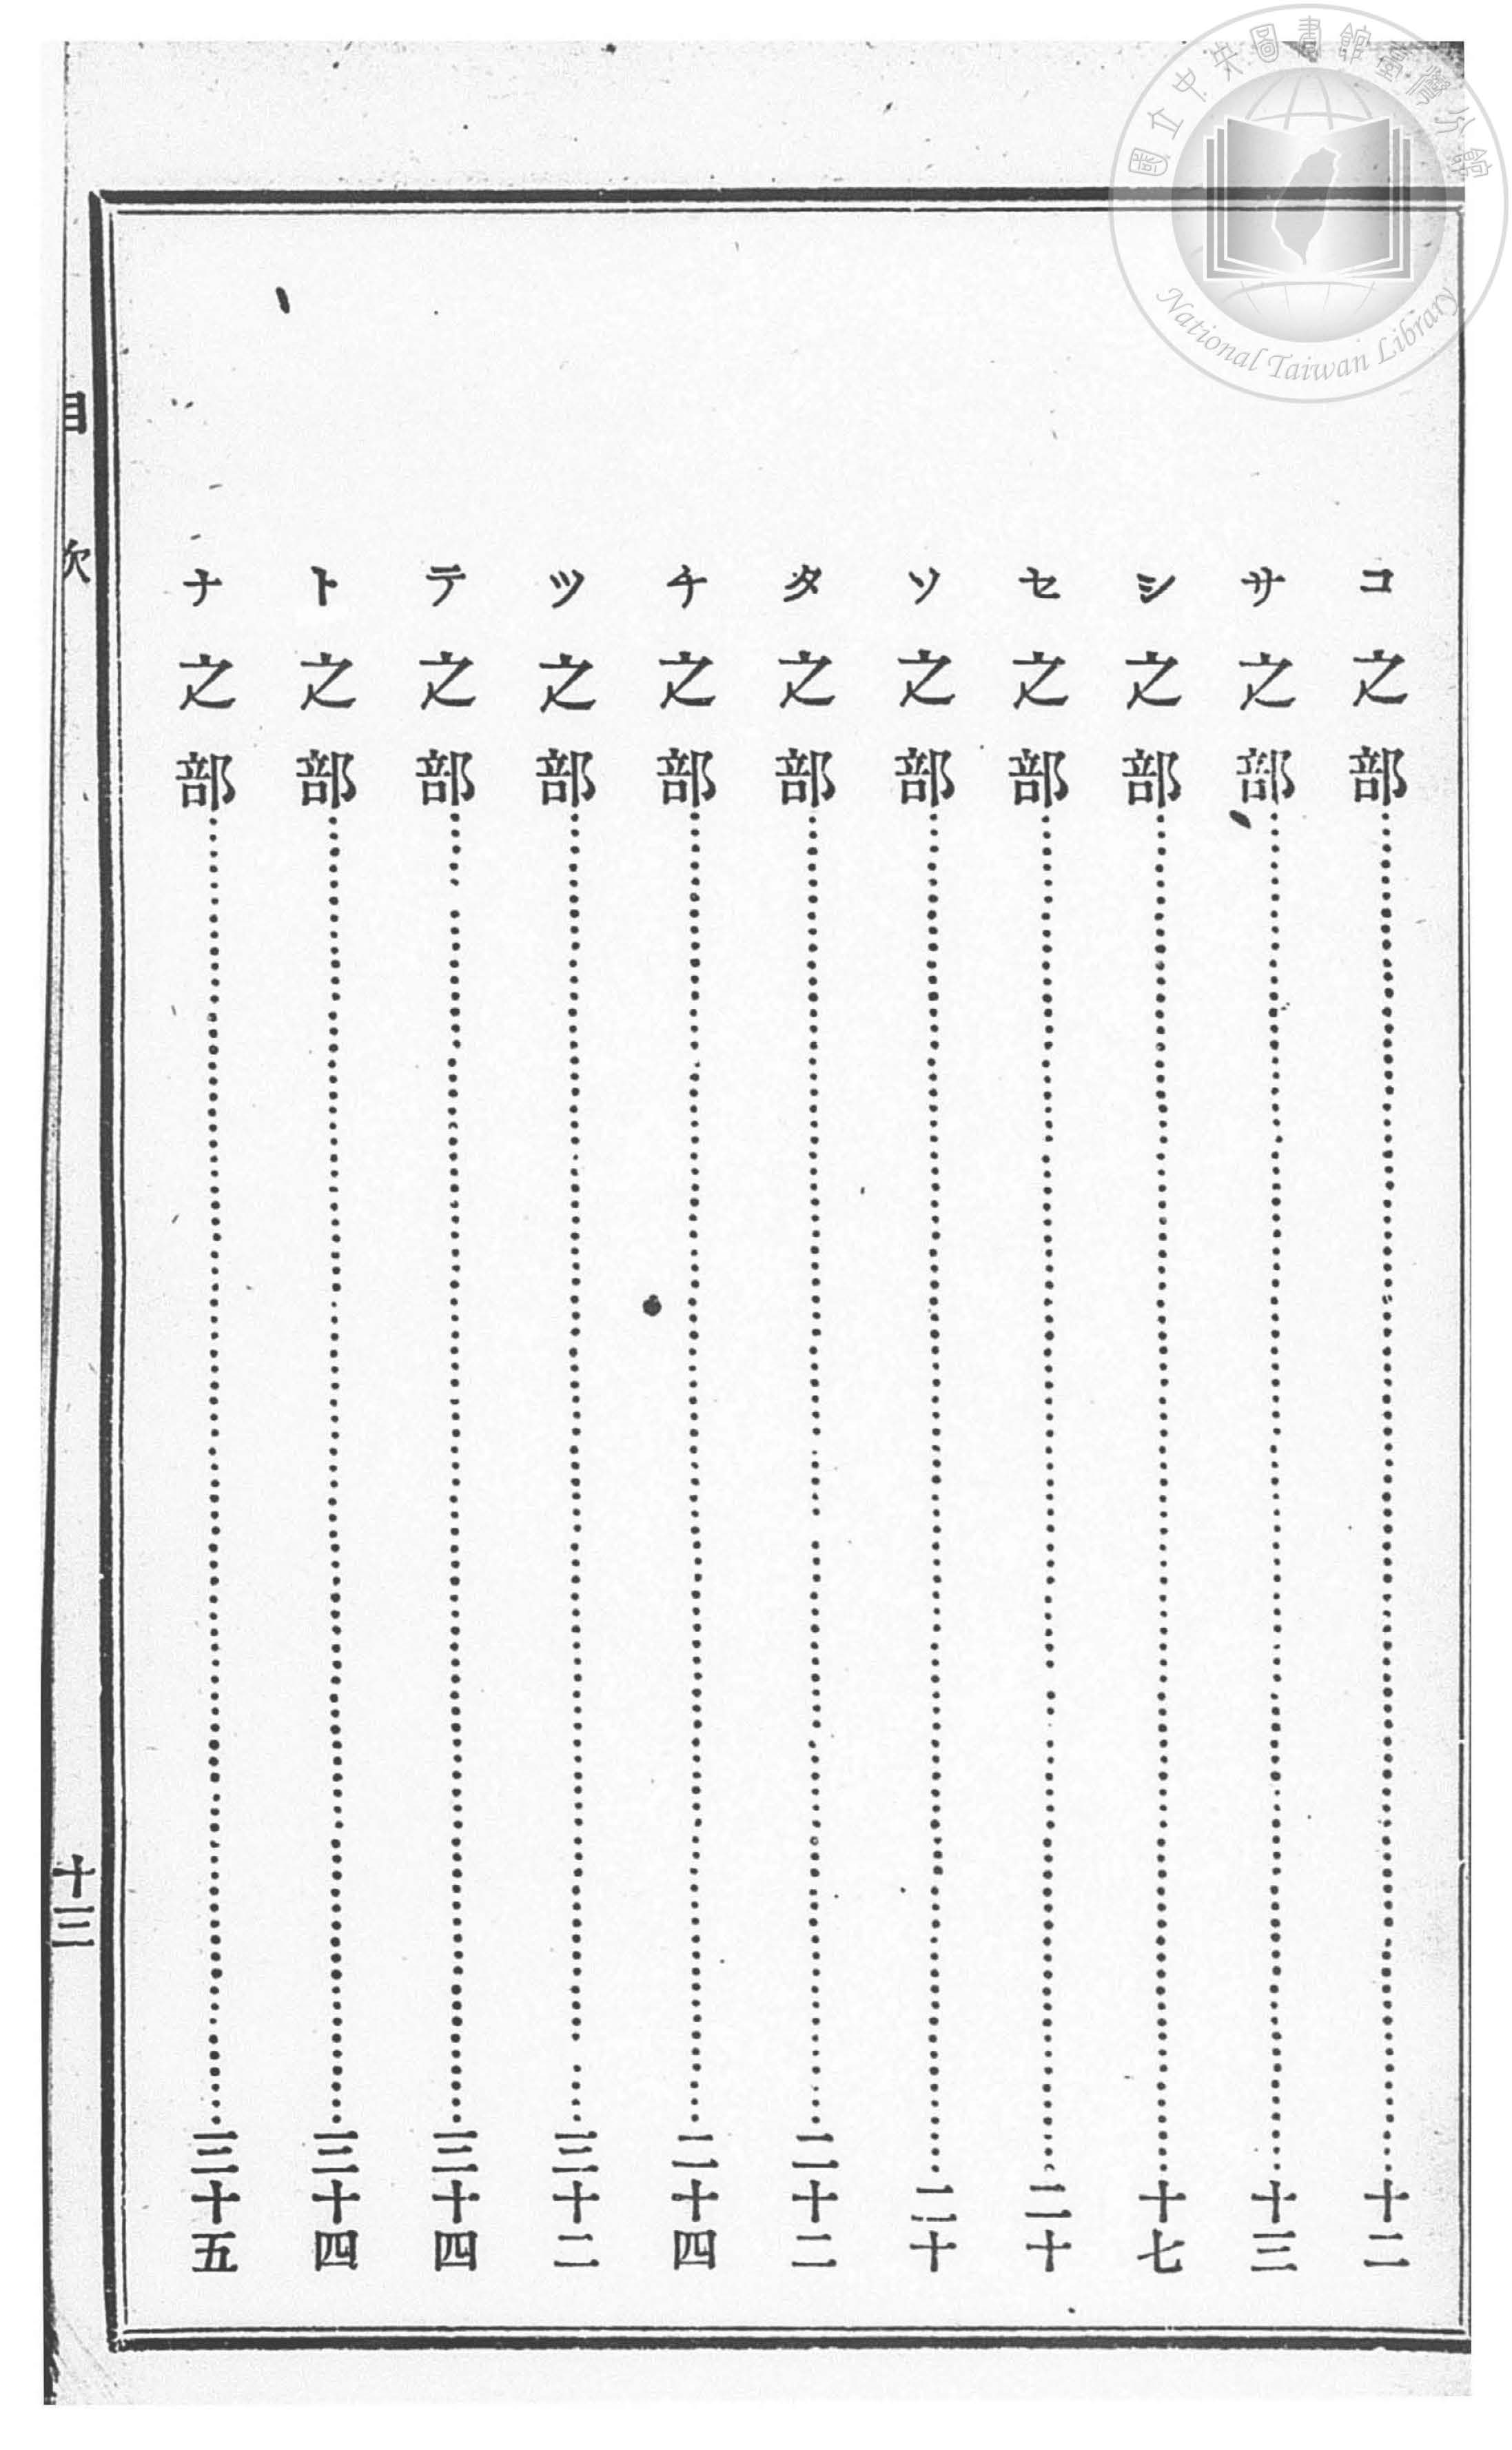 コ之部……十二
サ之部……十三
シ之部……十七
セ之部……二十
ソ之部……二十
タ之部……二十二
チ之部……二十四
ツ之部……三十二
テ之部……三十四
ト之部……三十四
ナ之部……三十五
目次
十三
國立中央圖書館臺灣分館
National Taiwan Library